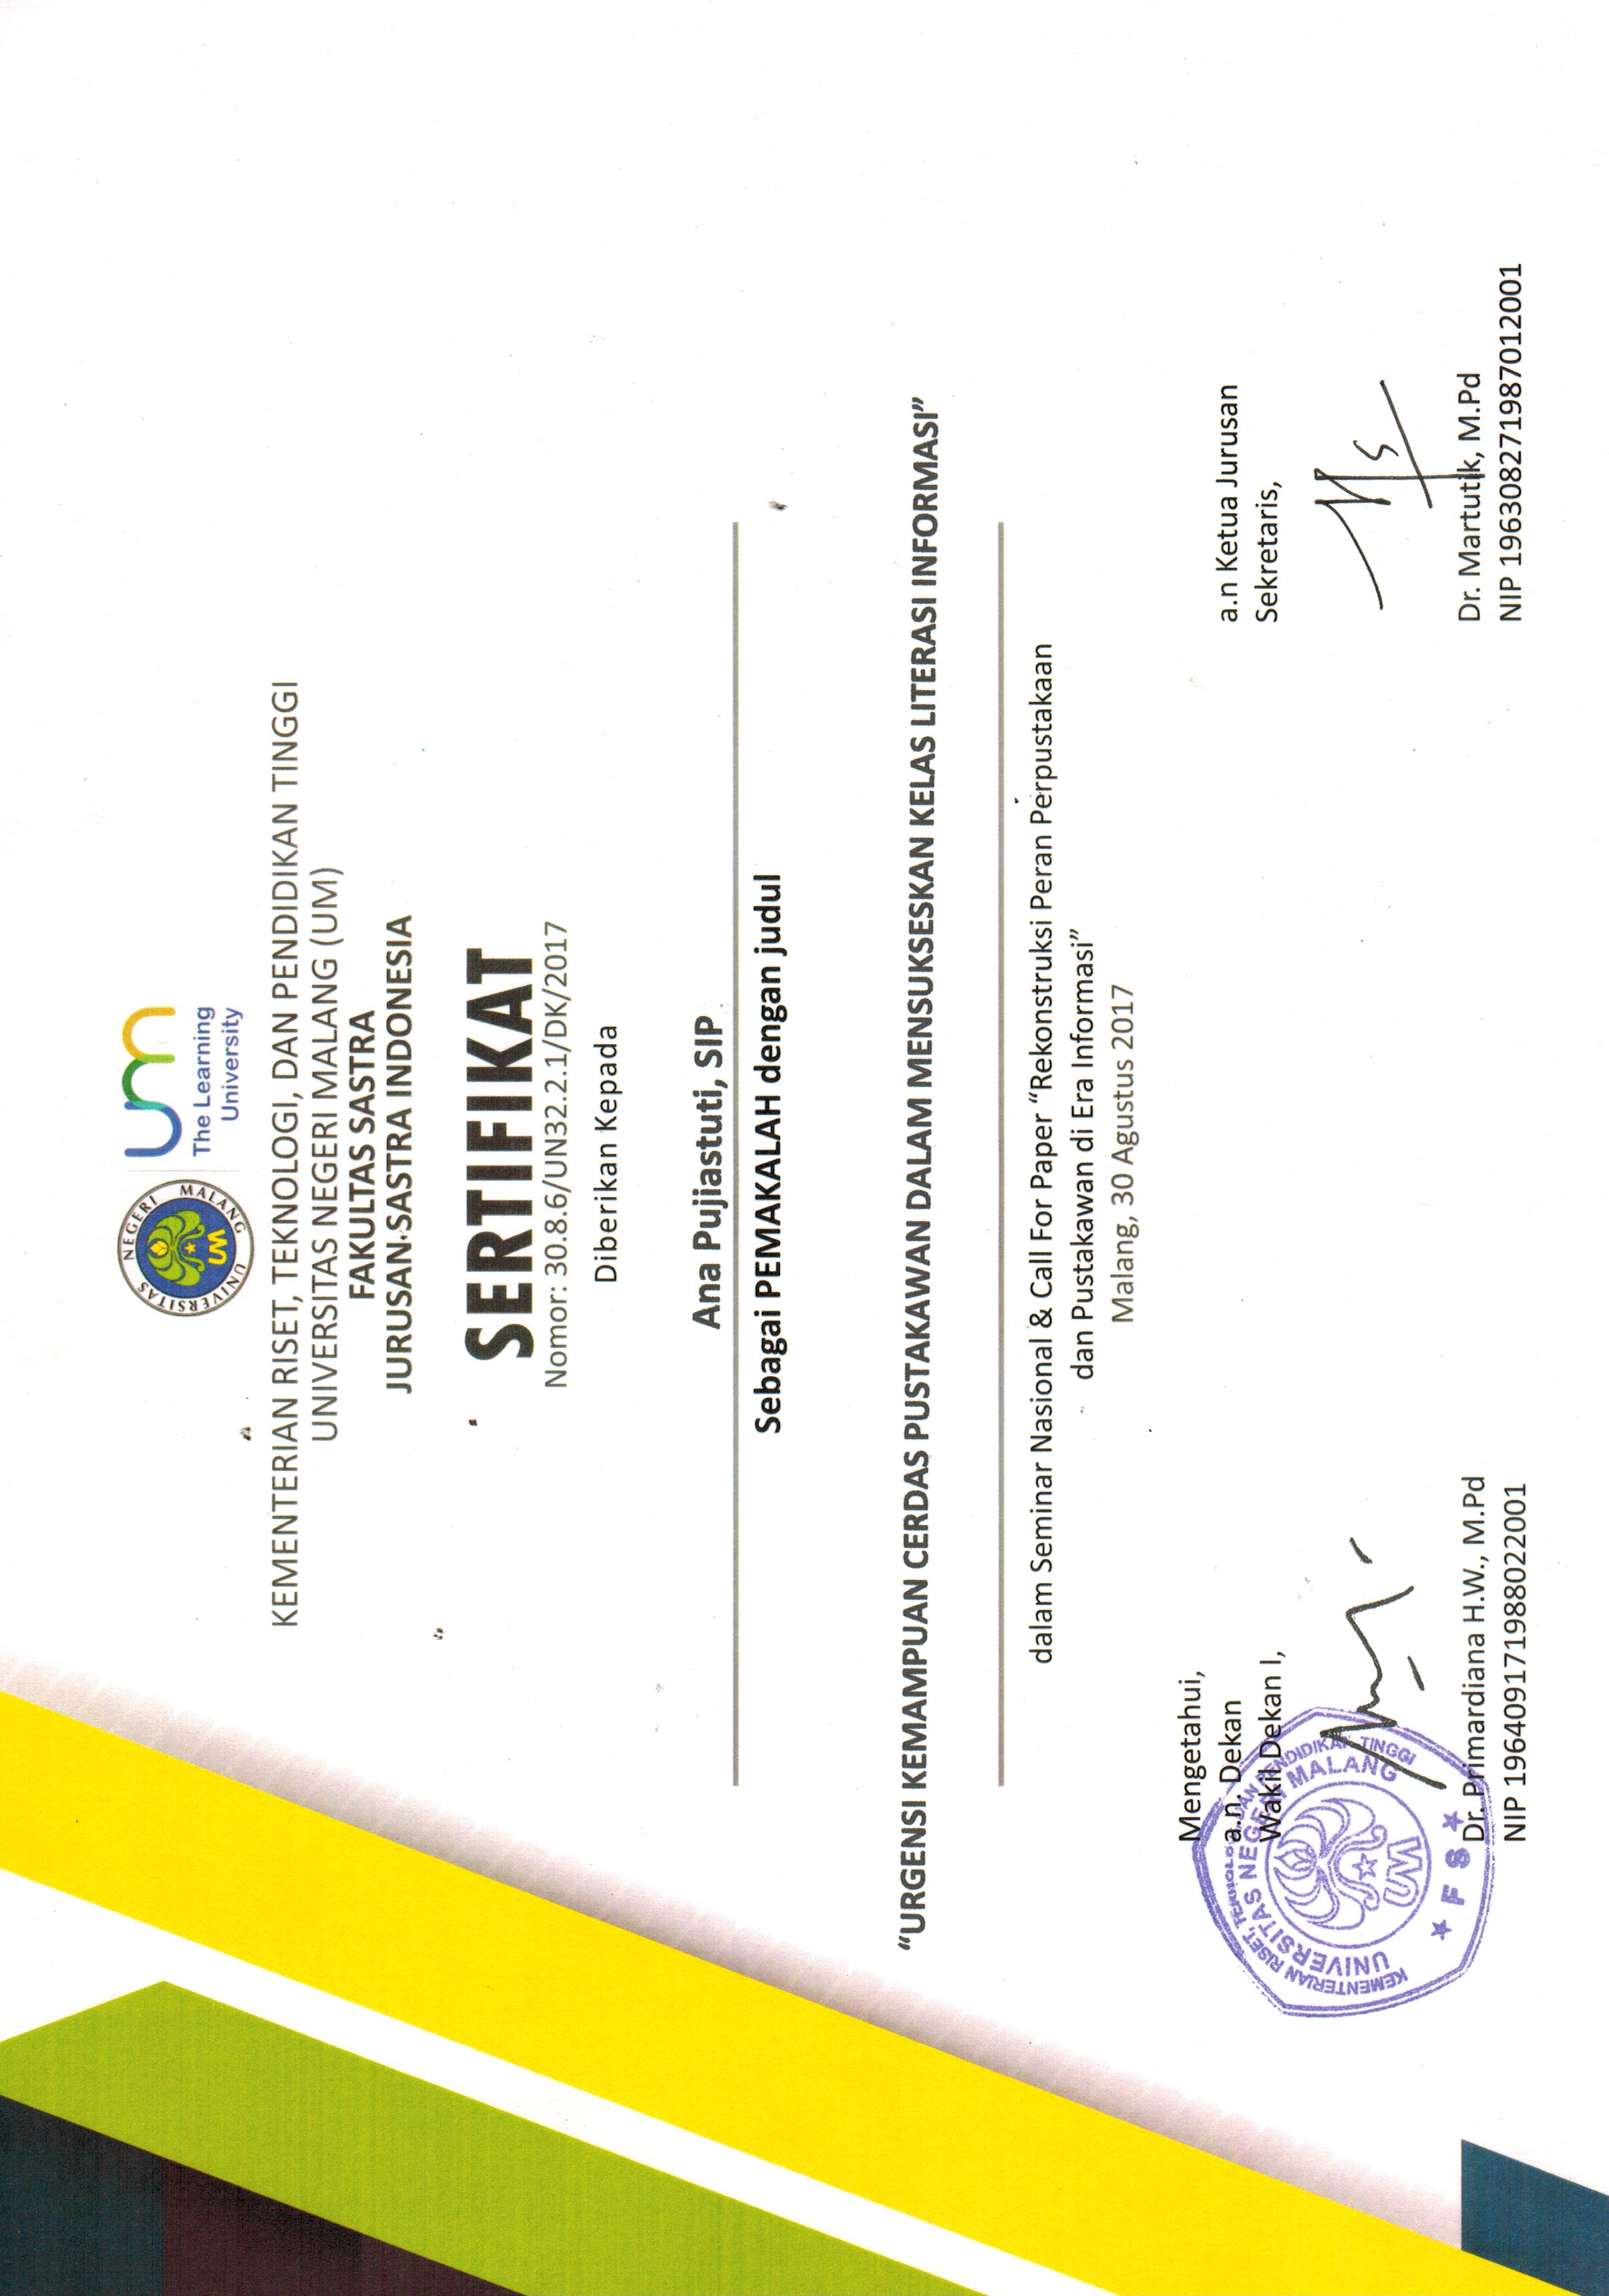 UNIVERSITAS NEGERI MALANG
UM
um
The Learning
University
KEMENTERIAN RISET, TEKNOLOGI, DAN PENDIDIKAN TINGGI
UNIVERSITAS NEGERI MALANG (UM)
FAKULTAS SASTRA
JURUSAN SASTRA INDONESIA
SERTIFIKAT
Nomor: 30.8.6/UN32.2.1/DK/2017
Diberikan Kepada
Ana Pujiastuti, SIP
Sebagai PEMAKALAH dengan judul
“URGENSI KEMAMPUAN CERDAS PUSTAKAWAN DALAM MENSUKSESKAN KELAS LITERASI INFORMASI”
dalam Seminar Nasional & Call For Paper “Rekonstruksi Peran Perpustakaan
dan Pustakawan di Era Informasi”
Malang, 30 Agustus 2017
Mengetahui,
a.n. Dekan
Wakil Dekan I,
KEMENTERIAN RISET, TEKNOLOGI, DAN PENDIDIKAN TINGGI
UNIVERSITAS NEGERI MALANG
UM
F S
Dr. Primardiana H.W., M.Pd
NIP 196409171988022001
a.n Ketua Jurusan
Sekretaris,
Dr. Martutik, M.Pd
NIP 196308271987012001